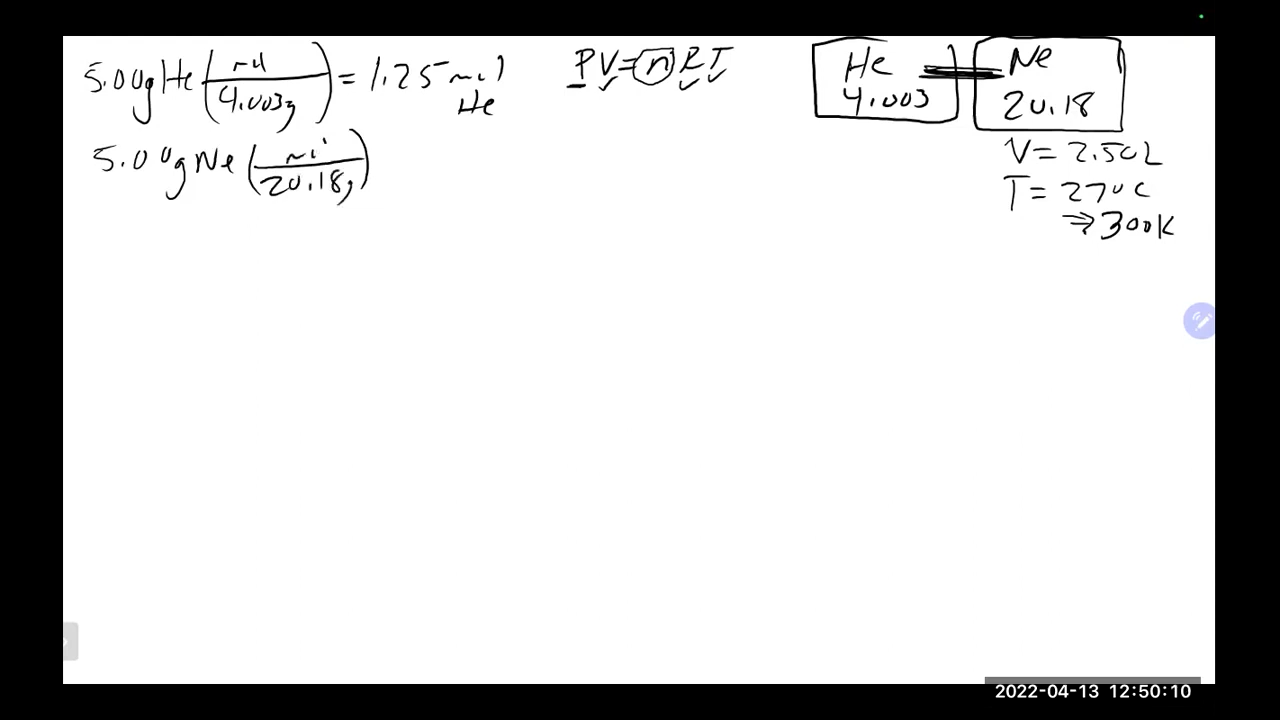 5.00g He (mol/4.003g) = 1.25 mol He
PV=nRT
He 4.003
Ne 20.18
5.00g Ne (mol/20.18g)
V= 2.50L
T= 27°C
⇒300K
2022-04-13 12:50:10